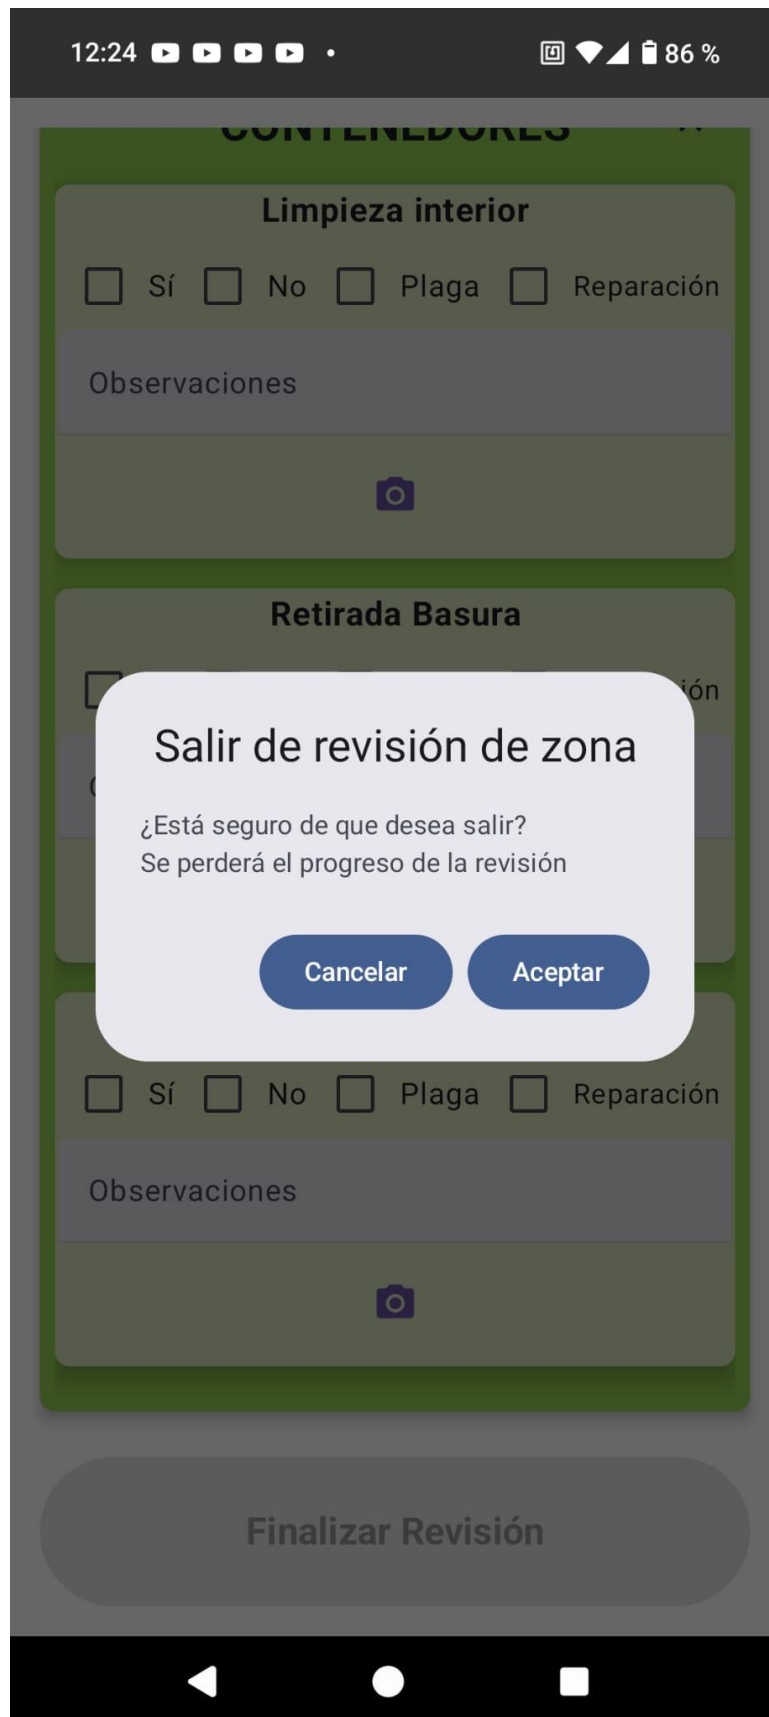 12:24
86 %
CONTENEDORES
Limpieza interior
Sí No Plaga Reparación
Observaciones
Retirada Basura
ión
Salir de revisión de zona
¿Está seguro de que desea salir?
Se perderá el progreso de la revisión
Cancelar Aceptar
Sí No Plaga Reparación
Observaciones
Finalizar Revisión